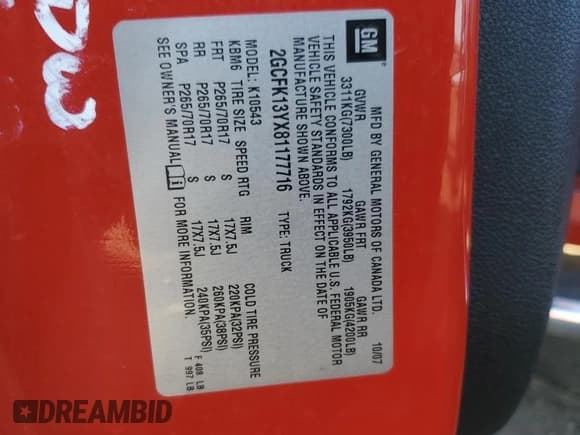 GM
MFD BY GENERAL MOTORS OF CANADA LTD.
10/07 GVWR GAWR FRT GAWR RR
3311KG(7300LB) 1792KG(3950LB) 1905KG(4200LB)
THIS VEHICLE CONFORMS TO ALL APPLICABLE U.S. FEDERAL MOTOR
VEHICLE SAFETY STANDARDS IN EFFECT ON THE DATE OF
MANUFACTURE SHOWN ABOVE.
2GCFK13YX81177716 TYPE: TRUCK
MODEL: K10543
KBM6 TIRE SIZE SPEED RTG RIM COLD TIRE PRESSURE
FRT P265/70R17 S 17X7.5J 220KPA(32PSI)
RR P265/70R17 S 17X7.5J 260KPA(38PSI)
SPA P265/70R17 S 17X7.5J 240KPA(35PSI)
SEE OWNER'S MANUAL FOR MORE INFORMATION.
F 408 LB
T 997 LB
DREAMBID